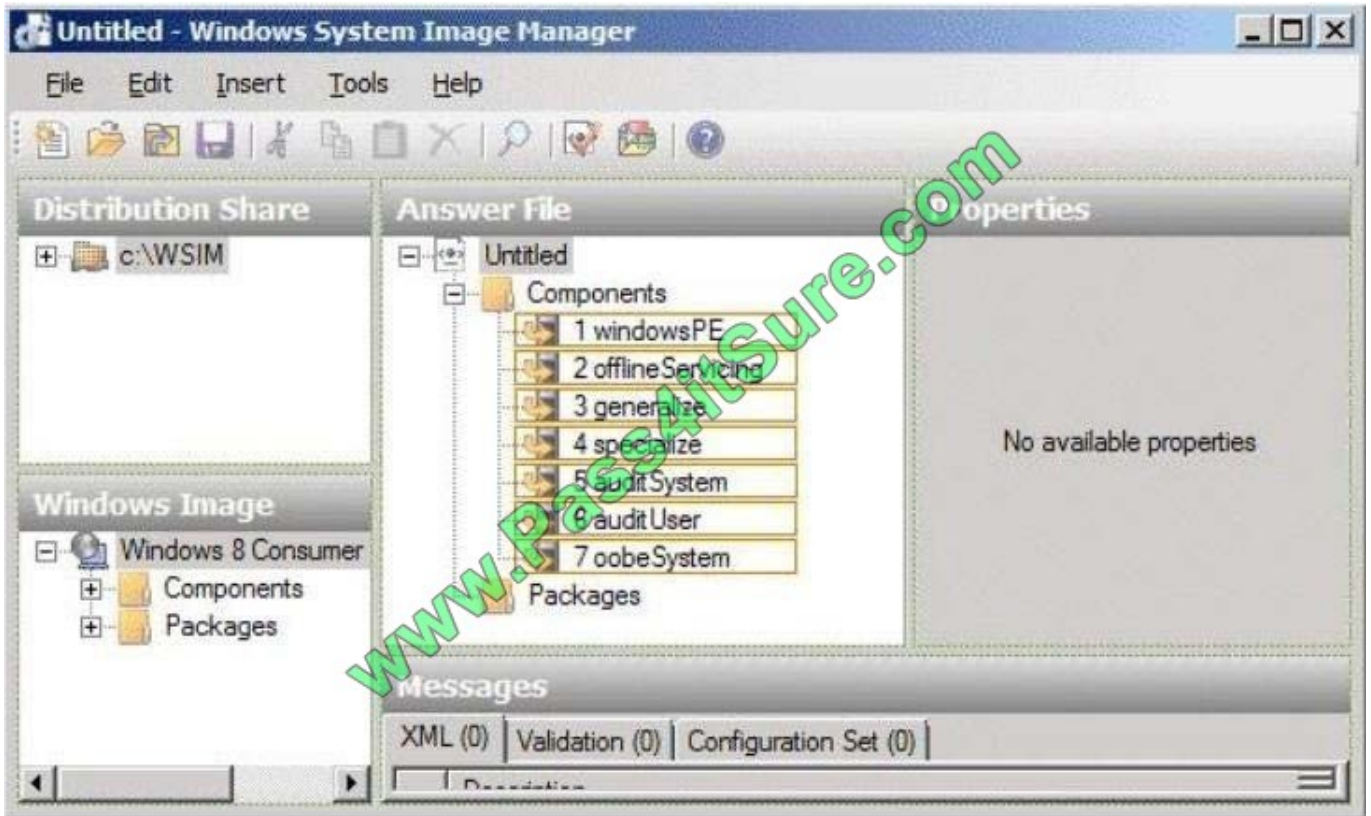 Untitled - Windows System Image Manager
File Edit Insert Tools Help
Distribution Share
c:\WSIM
Windows Image
Windows 8 Consumer
Components
Packages
Answer File
Untitled
Components
1 windowsPE
2 offlineServicing
3 generalize
4 specialize
5 auditSystem
6 auditUser
7 oobeSystem
Packages
Properties
No available properties
Messages
XML (0) Validation (0) Configuration Set (0)
Description
www.Pass4itSure.com